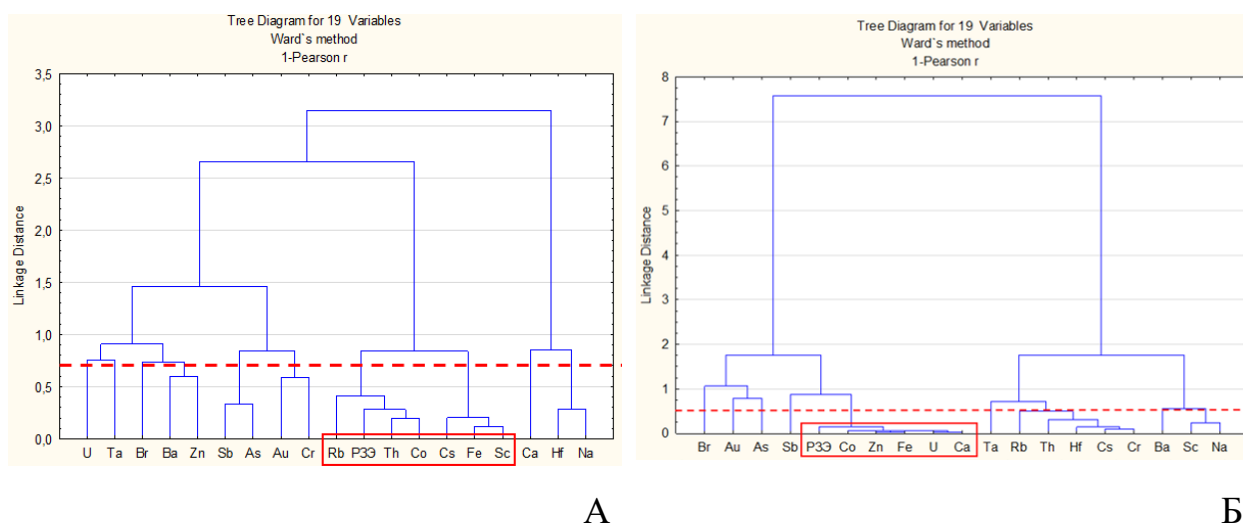 Tree Diagram for 19 Variables
Ward`s method
1-Pearson r
3,5
3,0
2,5
2,0
1,5
1,0
0,5
0,0
Linkage Distance
U Ta Br Ba Zn Sb As Au Cr Rb РЗЭ Th Co Cs Fe Sc Ca Hf Na
А
Tree Diagram for 19 Variables
Ward`s method
1-Pearson r
8
7
6
5
4
3
2
1
0
Linkage Distance
Br Au As Sb РЗЭ Co Zn Fe U Ca Ta Rb Th Hf Cs Cr Ba Sc Na
Б